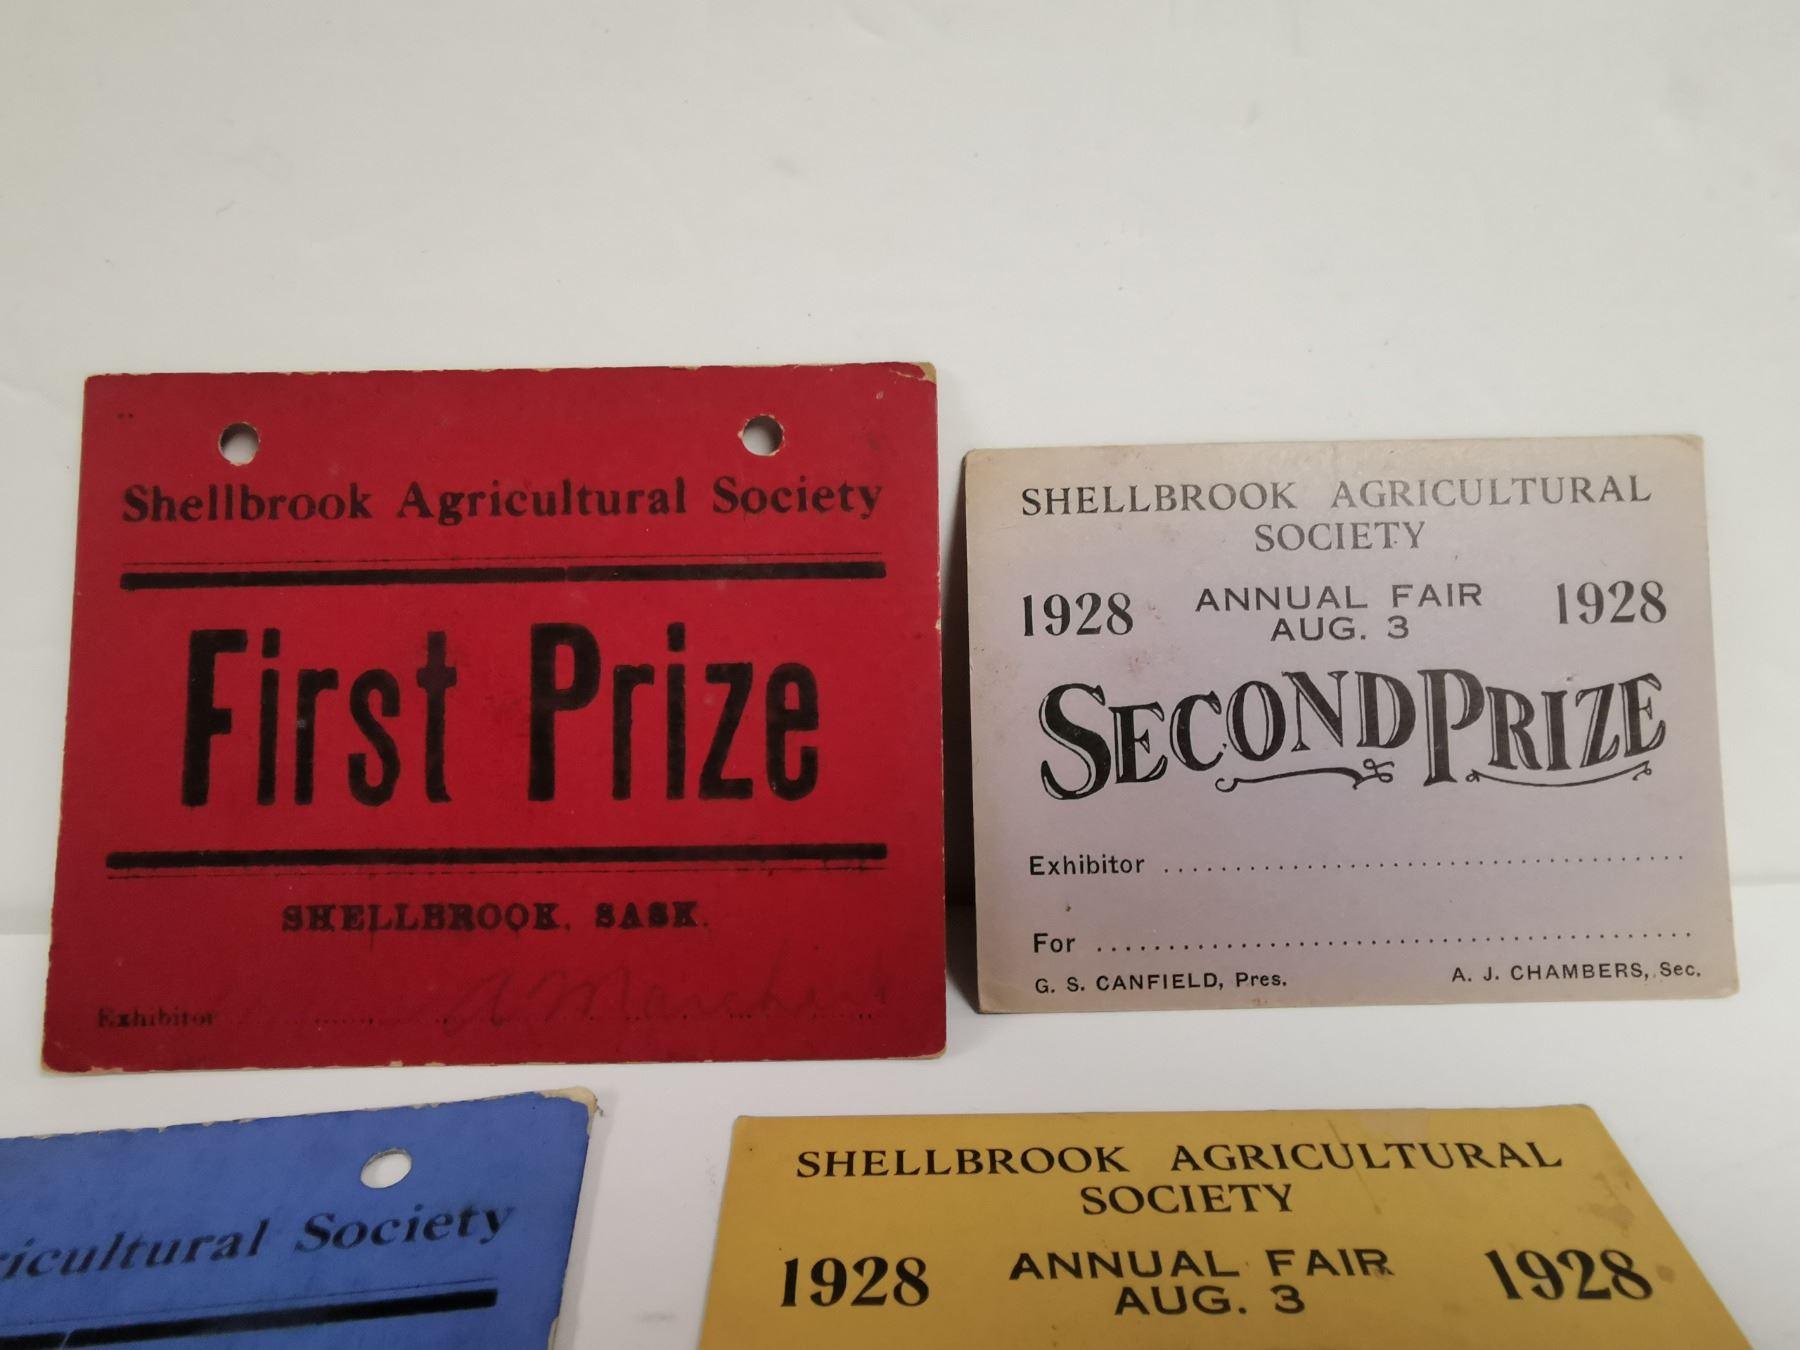 Shellbrook Agricultural Society
First Prize
SHELLBROOK, SASK.
Exhibitor
SHELLBROOK AGRICULTURAL
SOCIETY
1928 ANNUAL FAIR 1928
AUG. 3
SECOND PRIZE
Exhibitor
For
G. S. CANFIELD, Pres. A. J. CHAMBERS, Sec.
Society
SHELLBROOK AGRICULTURAL
SOCIETY
1928 ANNUAL FAIR 1928
AUG. 3